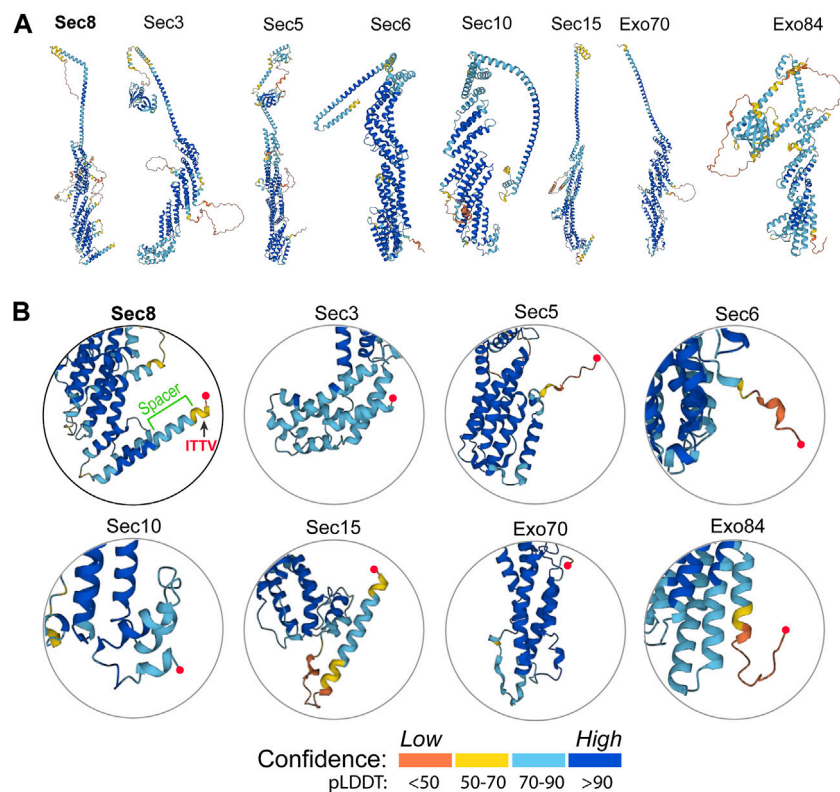 A
Sec8 Sec3 Sec5 Sec6 Sec10 Sec15 Exo70 Exo84
B
Sec8 Sec3 Sec5 Sec6
Spacer
ITTV
Sec10 Sec15 Exo70 Exo84
Low High
Confidence:
pLDDT: <50 50-70 70-90 >90